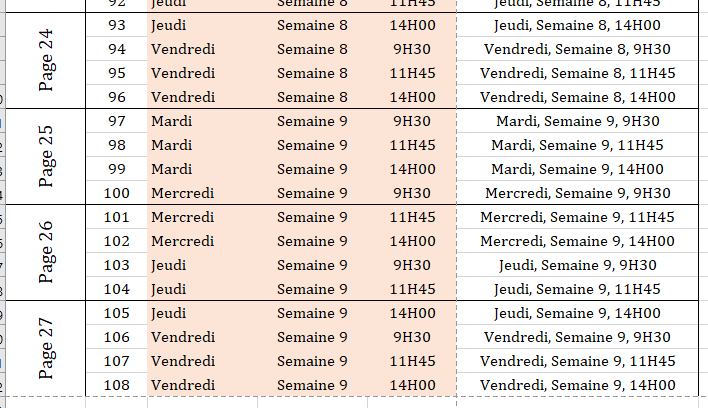 92 Jeudi Semaine 8 11H45 Jeudi, Semaine 8, 11H45
Page 24
93 Jeudi Semaine 8 14H00 Jeudi, Semaine 8, 14H00
94 Vendredi Semaine 8 9H30 Vendredi, Semaine 8, 9H30
95 Vendredi Semaine 8 11H45 Vendredi, Semaine 8, 11H45
96 Vendredi Semaine 8 14H00 Vendredi, Semaine 8, 14H00
Page 25
97 Mardi Semaine 9 9H30 Mardi, Semaine 9, 9H30
98 Mardi Semaine 9 11H45 Mardi, Semaine 9, 11H45
99 Mardi Semaine 9 14H00 Mardi, Semaine 9, 14H00
100 Mercredi Semaine 9 9H30 Mercredi, Semaine 9, 9H30
Page 26
101 Mercredi Semaine 9 11H45 Mercredi, Semaine 9, 11H45
102 Mercredi Semaine 9 14H00 Mercredi, Semaine 9, 14H00
103 Jeudi Semaine 9 9H30 Jeudi, Semaine 9, 9H30
104 Jeudi Semaine 9 11H45 Jeudi, Semaine 9, 11H45
Page 27
105 Jeudi Semaine 9 14H00 Jeudi, Semaine 9, 14H00
106 Vendredi Semaine 9 9H30 Vendredi, Semaine 9, 9H30
107 Vendredi Semaine 9 11H45 Vendredi, Semaine 9, 11H45
108 Vendredi Semaine 9 14H00 Vendredi, Semaine 9, 14H00